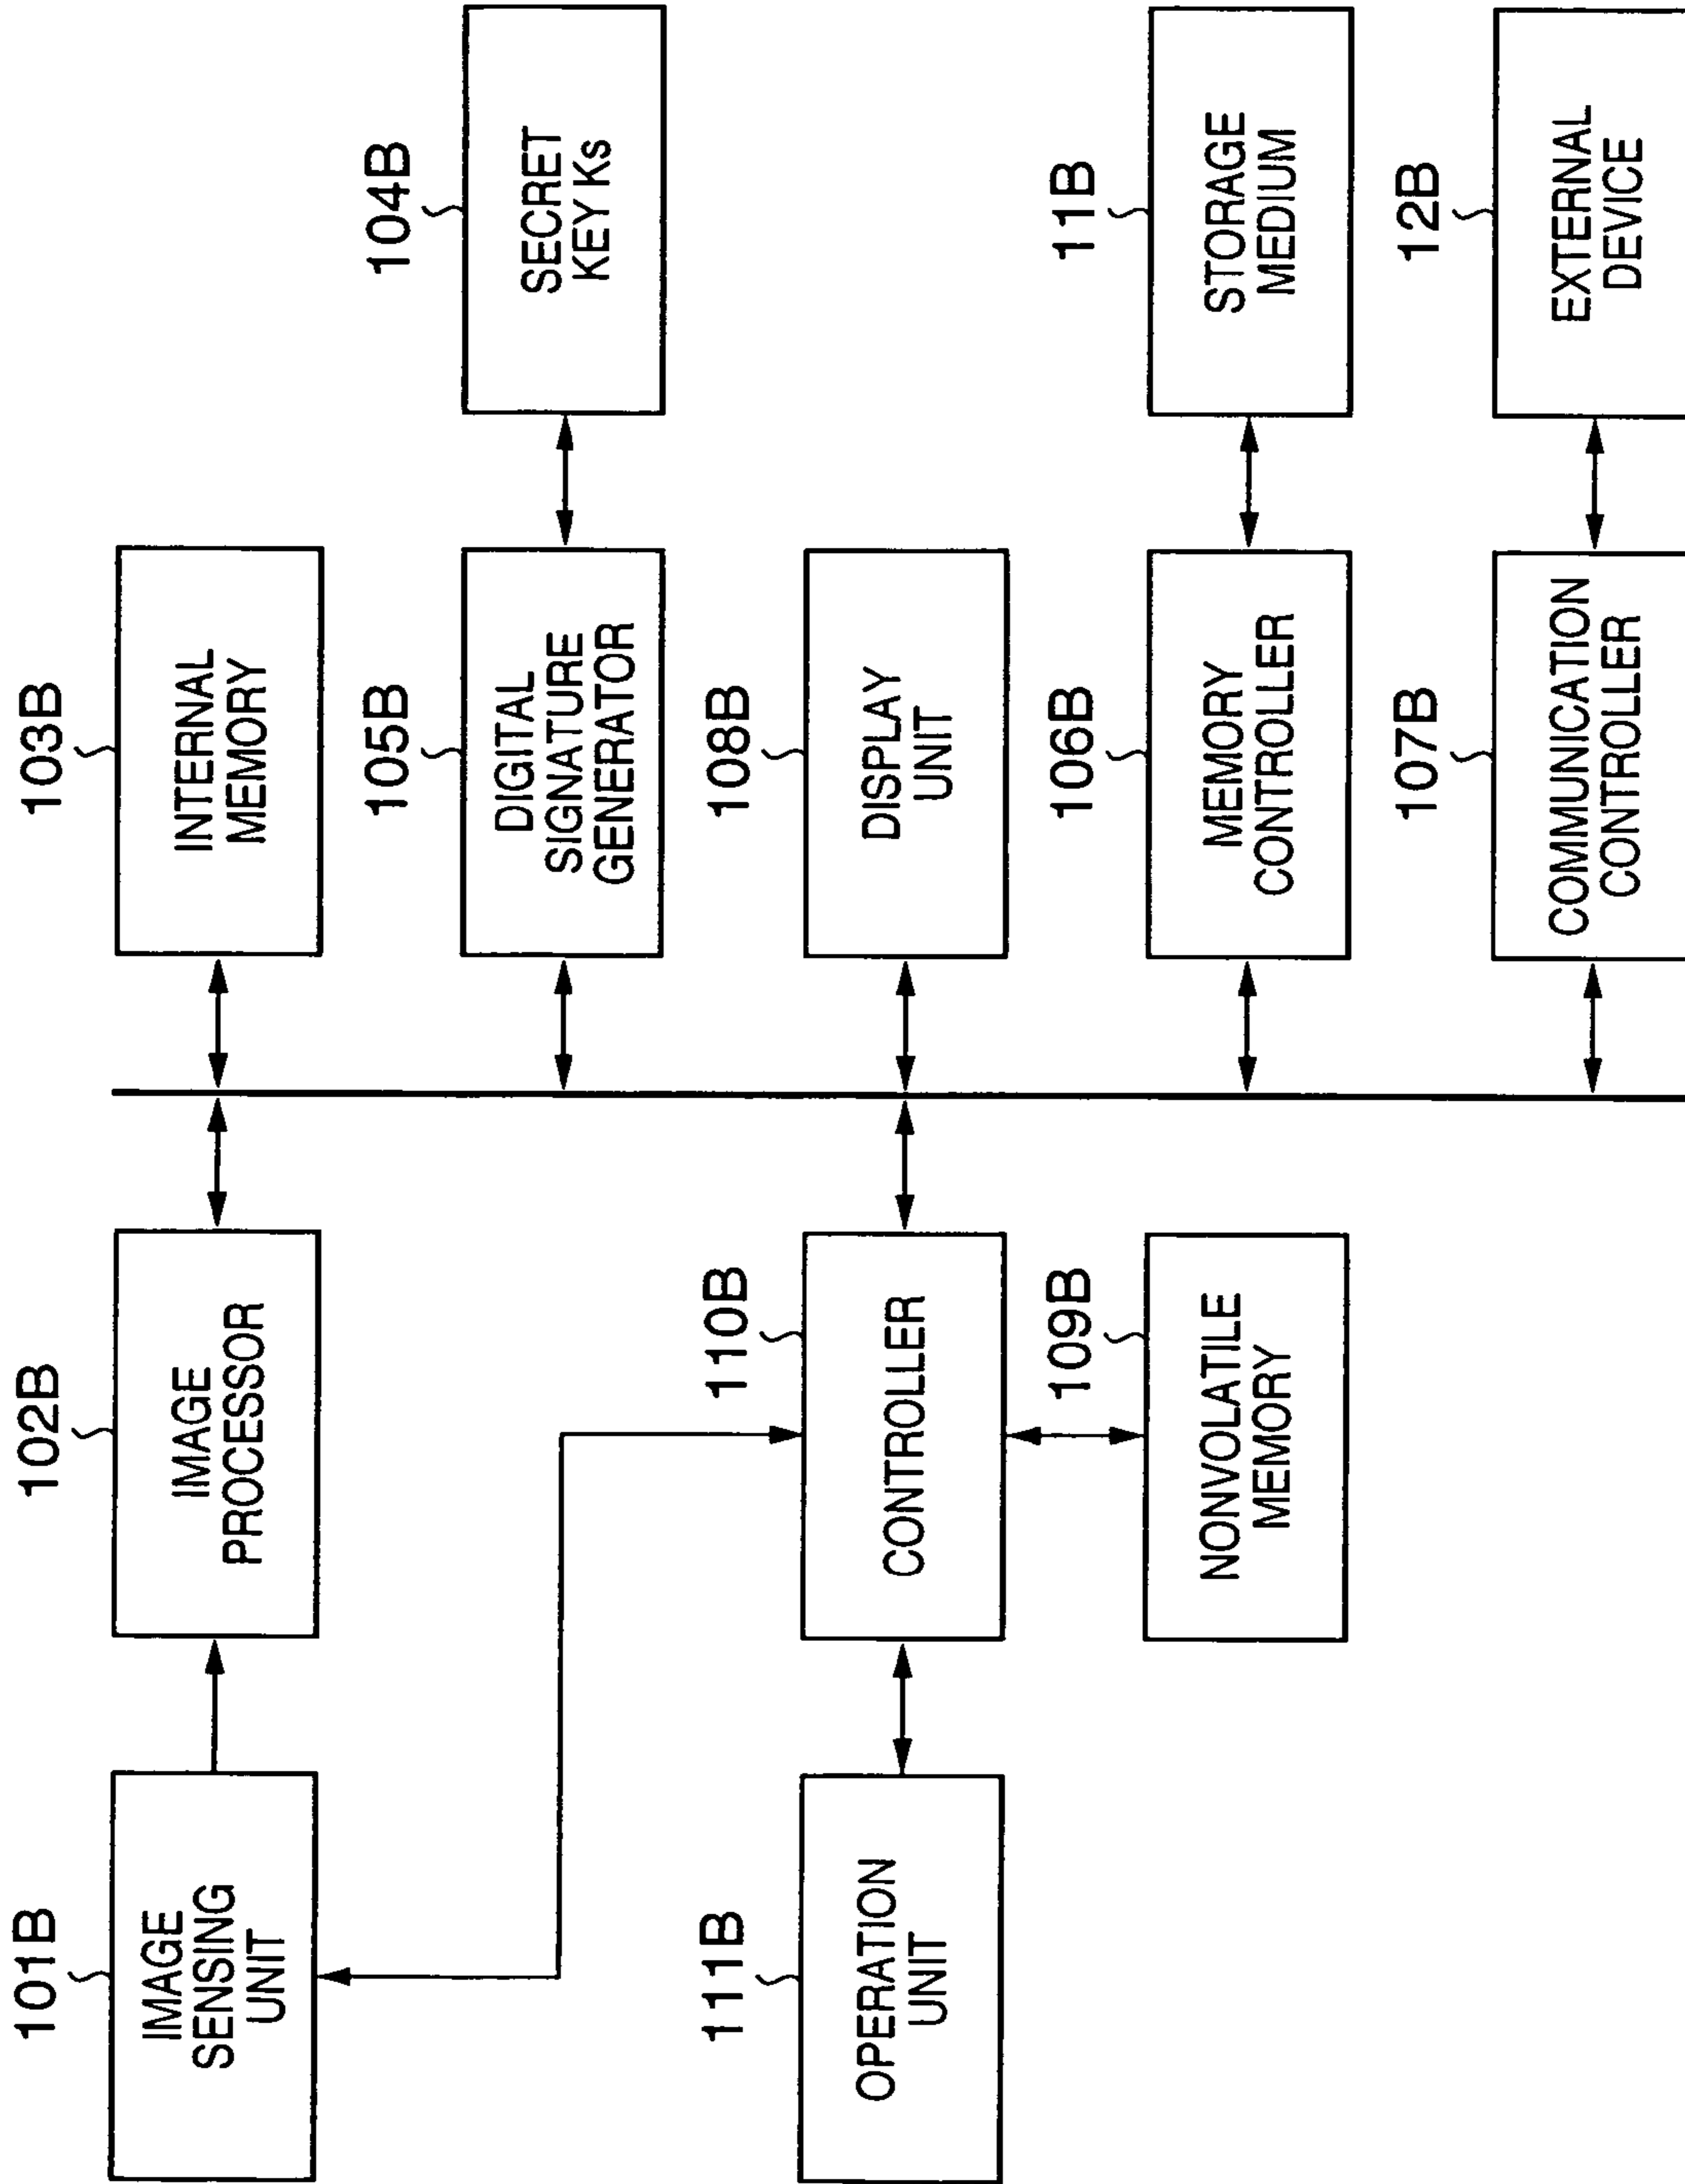 101B
IMAGE
SENSING
UNIT
102B
IMAGE
PROCESSOR
103B
INTERNAL
MEMORY
104B
SECRET
KEY Ks
105B
DIGITAL
SIGNATURE
GENERATOR
111B
OPERATION
UNIT
110B
CONTROLLER
108B
DISPLAY
UNIT
109B
NONVOLATILE
MEMORY
106B
MEMORY
CONTROLLER
11B
STORAGE
MEDIUM
107B
COMMUNICATION
CONTROLLER
12B
EXTERNAL
DEVICE